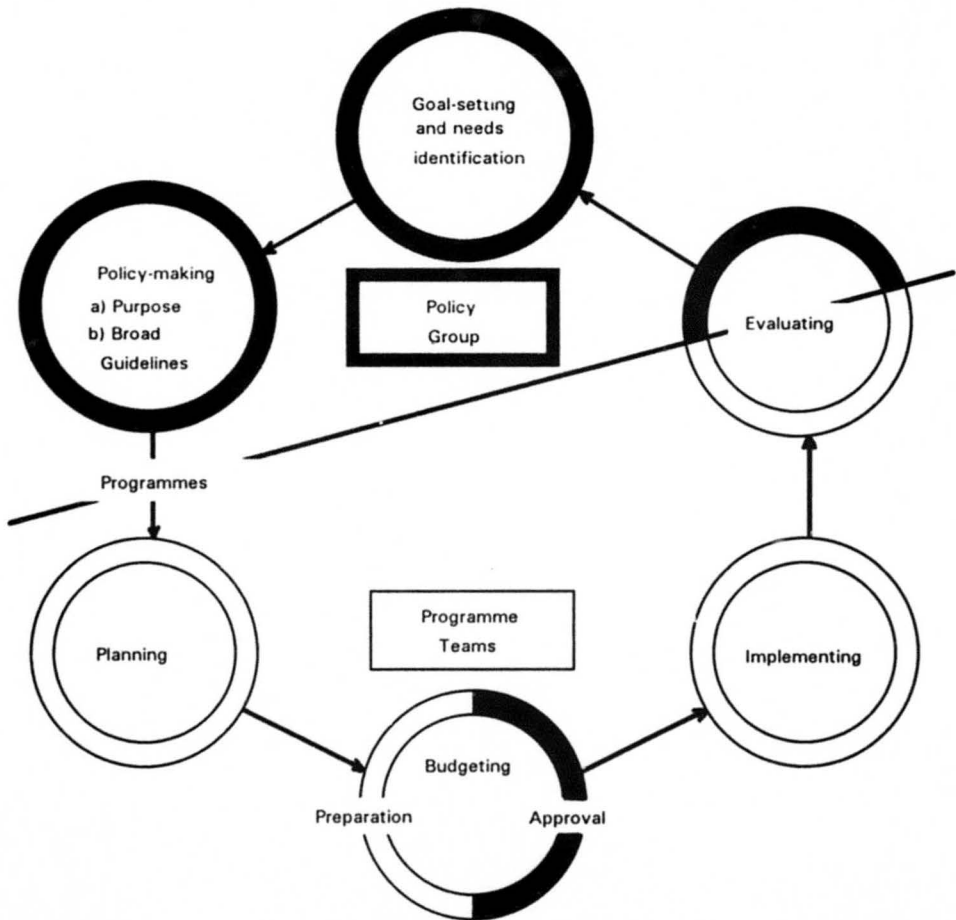 Goal-setting
and needs
identification
Policy-making
a) Purpose
b) Broad
Guidelines
Policy
Group
Evaluating
Programmes
Planning
Programme
Teams
Implementing
Budgeting
Preparation
Approval